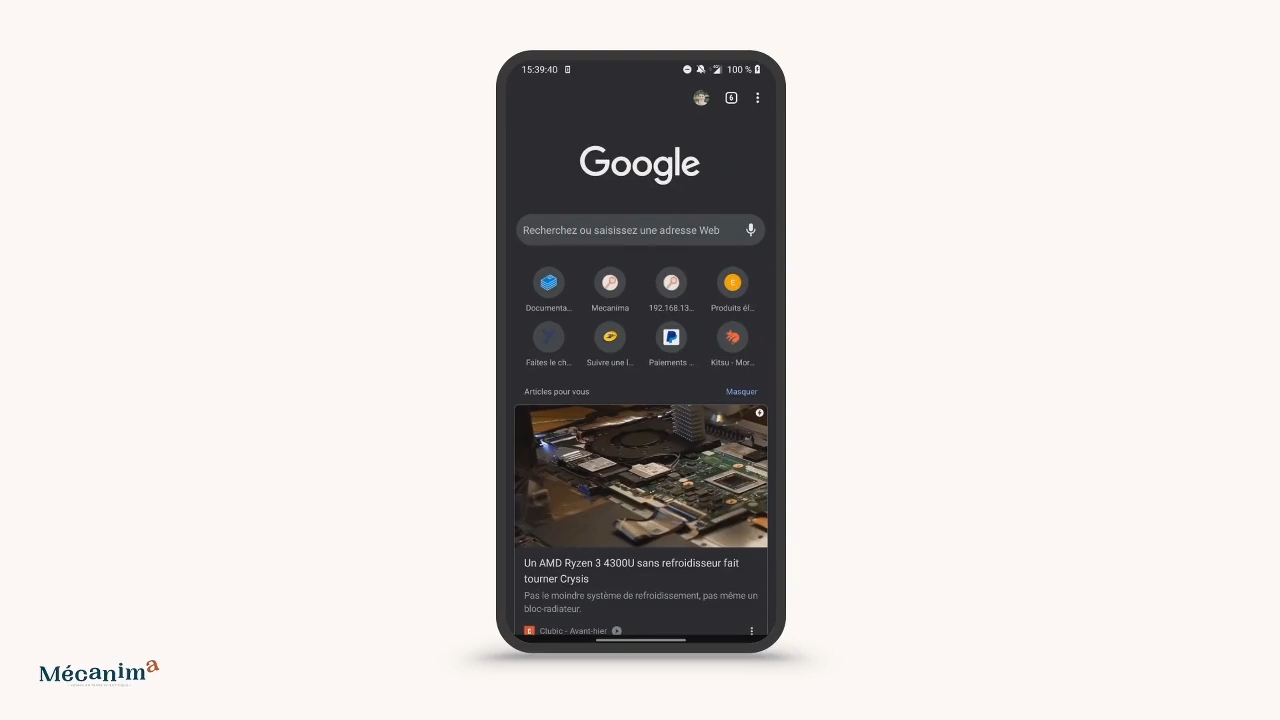 15:39:40
100 %
6
Google
Recherchez ou saisissez une adresse Web
Documenta...
Mecanima
192.168.13...
Produits él...
Faites le ch...
Suivre une l...
Paiements ...
Kitsu - Mor...
Articles pour vous
Masquer
Un AMD Ryzen 3 4300U sans refroidisseur fait
tourner Crysis
Pas le moindre système de refroidissement, pas même un
bloc-radiateur.
Clubic - Avant-hier
Mécanima